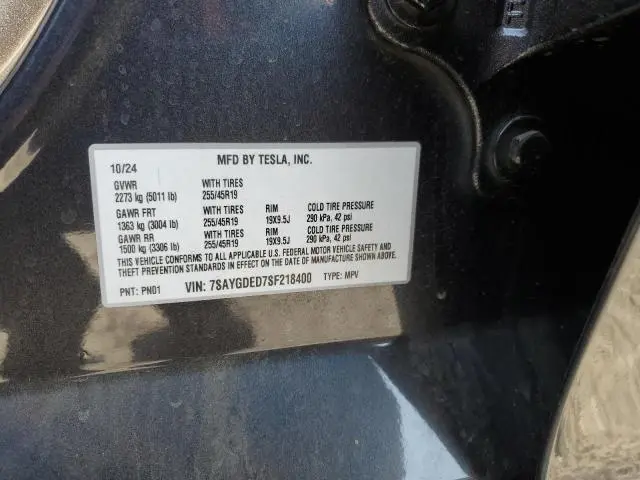 10/24 MFD BY TESLA, INC.
GVWR WITH TIRES
2273 kg (5011 lb) 255/45R19
GAWR FRT WITH TIRES RIM COLD TIRE PRESSURE
1363 kg (3004 lb) 255/45R19 19X9.5J 290 kPa, 42 psi
GAWR RR WITH TIRES RIM COLD TIRE PRESSURE
1500 kg (3306 lb) 255/45R19 19X9.5J 290 kPa, 42 psi
THIS VEHICLE CONFORMS TO ALL APPLICABLE U.S. FEDERAL MOTOR VEHICLE SAFETY AND
THEFT PREVENTION STANDARDS IN EFFECT ON THE DATE OF MANUFACTURE SHOWN ABOVE.
PNT: PN01 VIN: 7SAYGDED7SF218400 TYPE: MPV